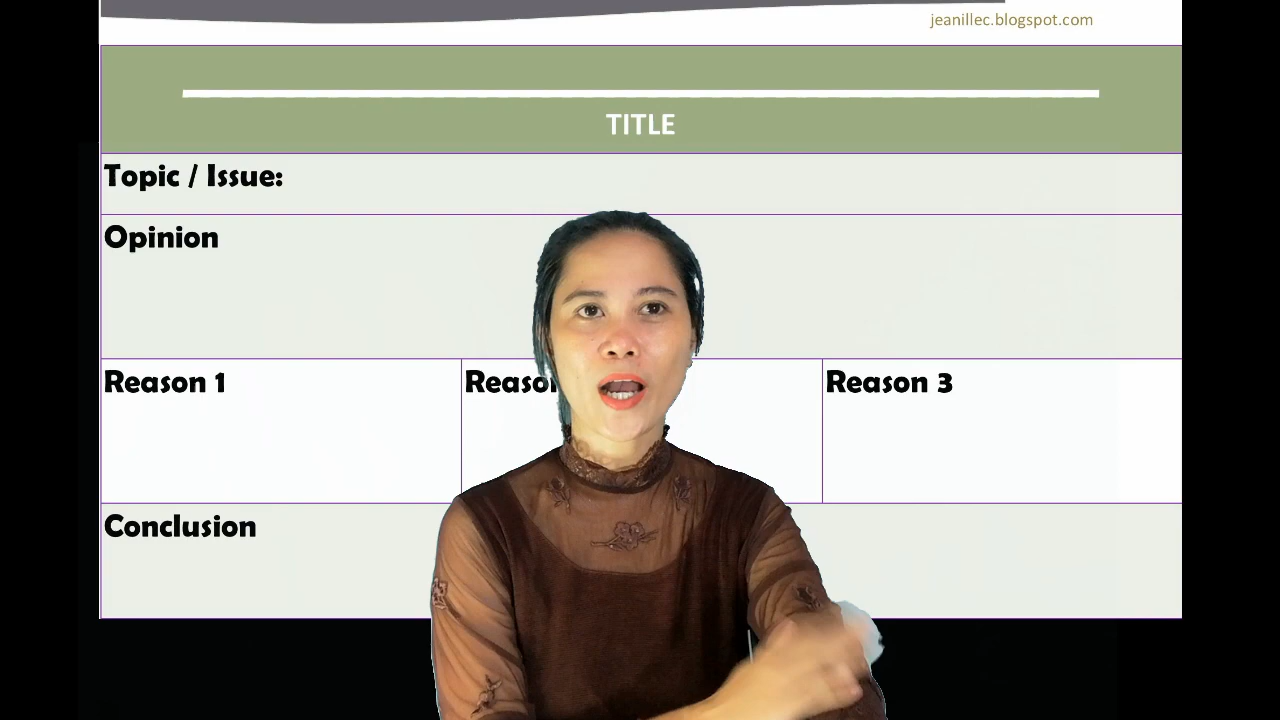 jeanillec.blogspot.com
TITLE
Topic / Issue:
Opinion
Reason 1
Reason 3
Conclusion